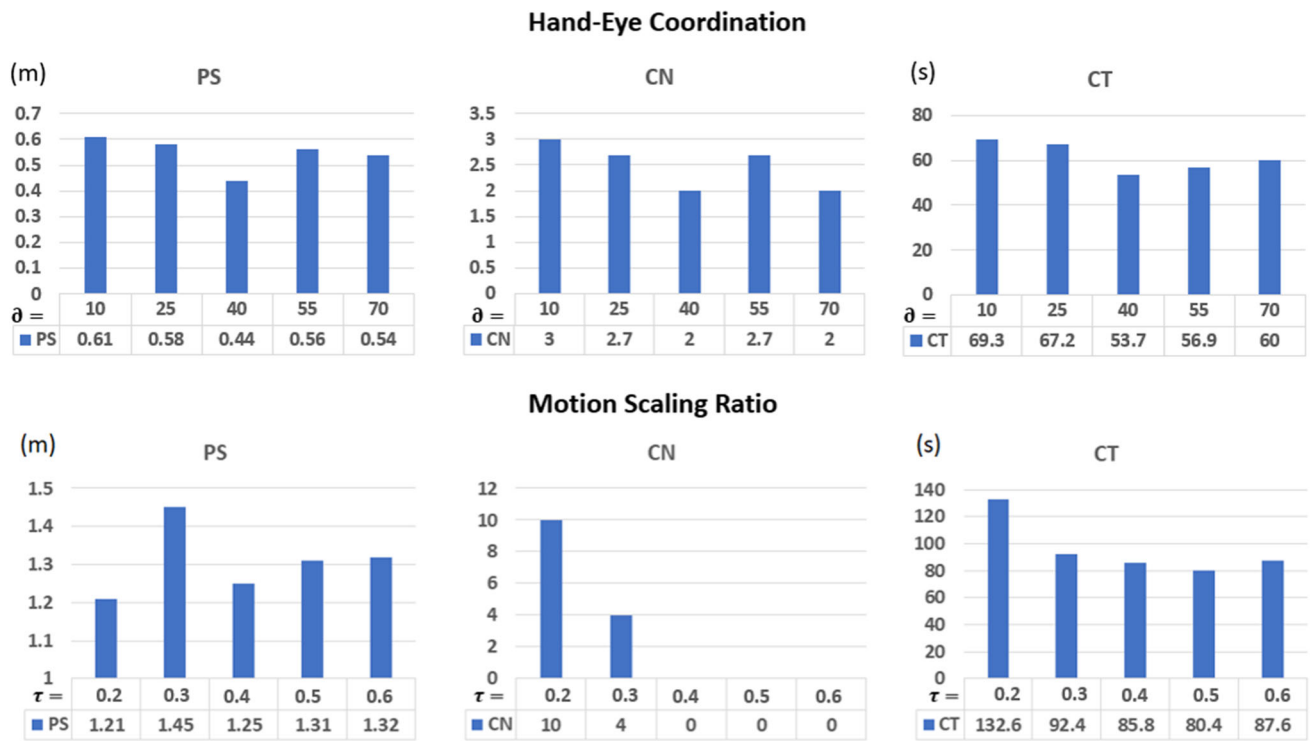 Hand-Eye Coordination
(m) PS
0.7
0.6
0.5
0.4
0.3
0.2
0.1
0
∂ = 10 25 40 55 70
PS 0.61 0.58 0.44 0.56 0.54
CN
3.5
3
2.5
2
1.5
1
0.5
0
∂ = 10 25 40 55 70
CN 3 2.7 2 2.7 2
(s) CT
80
60
40
20
0
∂ = 10 25 40 55 70
CT 69.3 67.2 53.7 56.9 60
Motion Scaling Ratio
(m) PS
1.5
1.4
1.3
1.2
1.1
1
τ = 0.2 0.3 0.4 0.5 0.6
PS 1.21 1.45 1.25 1.31 1.32
CN
12
10
8
6
4
2
0
τ = 0.2 0.3 0.4 0.5 0.6
CN 10 4 0 0 0
(s) CT
140
120
100
80
60
40
20
0
τ = 0.2 0.3 0.4 0.5 0.6
CT 132.6 92.4 85.8 80.4 87.6